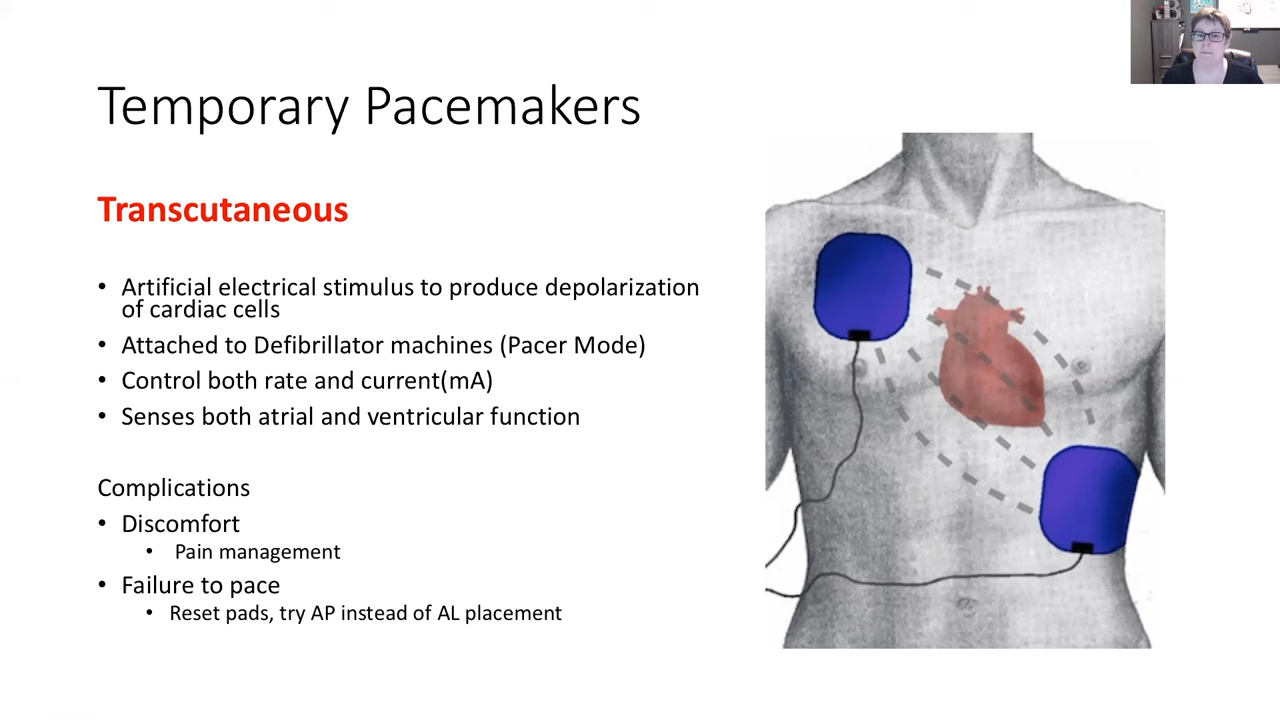 Temporary Pacemakers
Transcutaneous
• Artificial electrical stimulus to produce depolarization
of cardiac cells
• Attached to Defibrillator machines (Pacer Mode)
• Control both rate and current(mA)
• Senses both atrial and ventricular function
Complications
• Discomfort
• Pain management
• Failure to pace
• Reset pads, try AP instead of AL placement